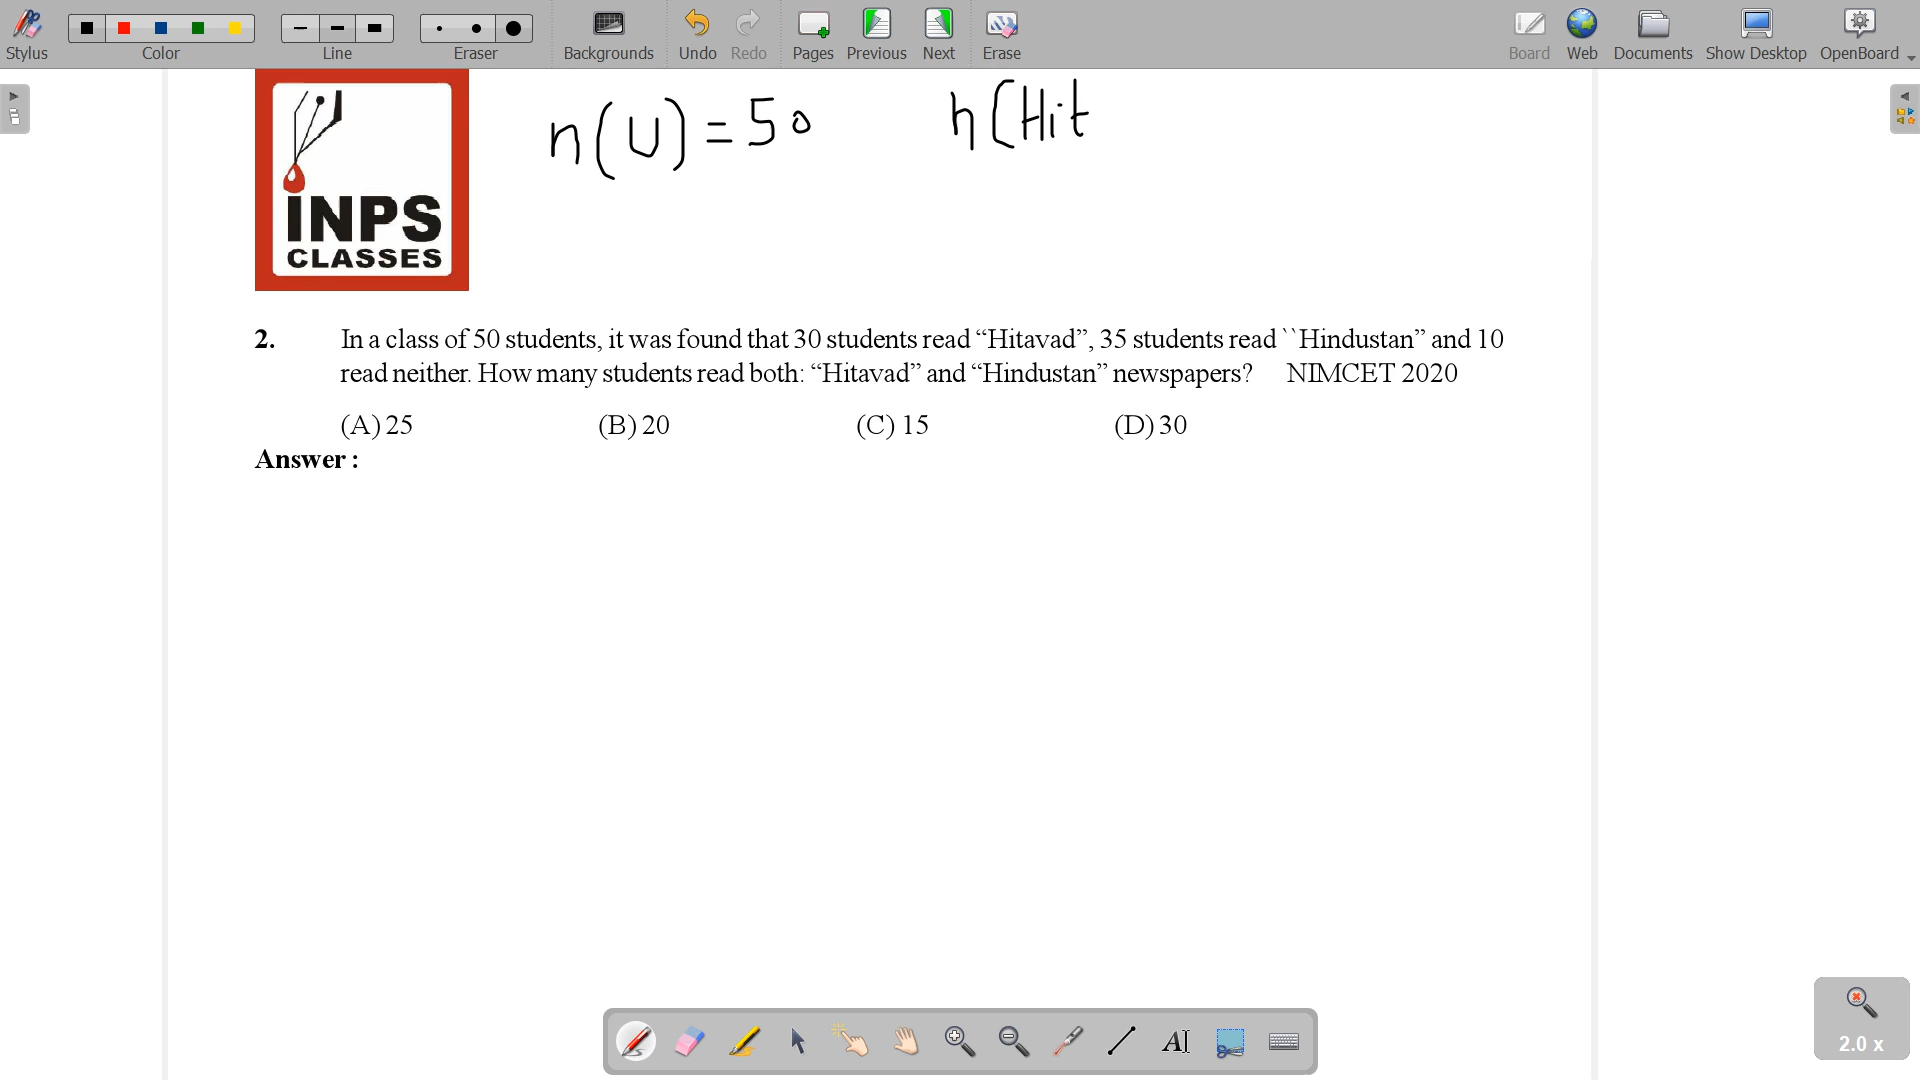 Stylus Color Line Eraser Backgrounds Undo Redo Pages Previous Next Erase Board Web Documents Show Desktop OpenBoard
n(U)=50 n(Hit
INPS
CLASSES
2. In a class of 50 students, it was found that 30 students read “Hitavad”, 35 students read ``Hindustan” and 10
read neither. How many students read both: “Hitavad” and “Hindustan” newspapers? NIMCET 2020
(A) 25 (B) 20 (C) 15 (D) 30
Answer :
AI
2.0 x